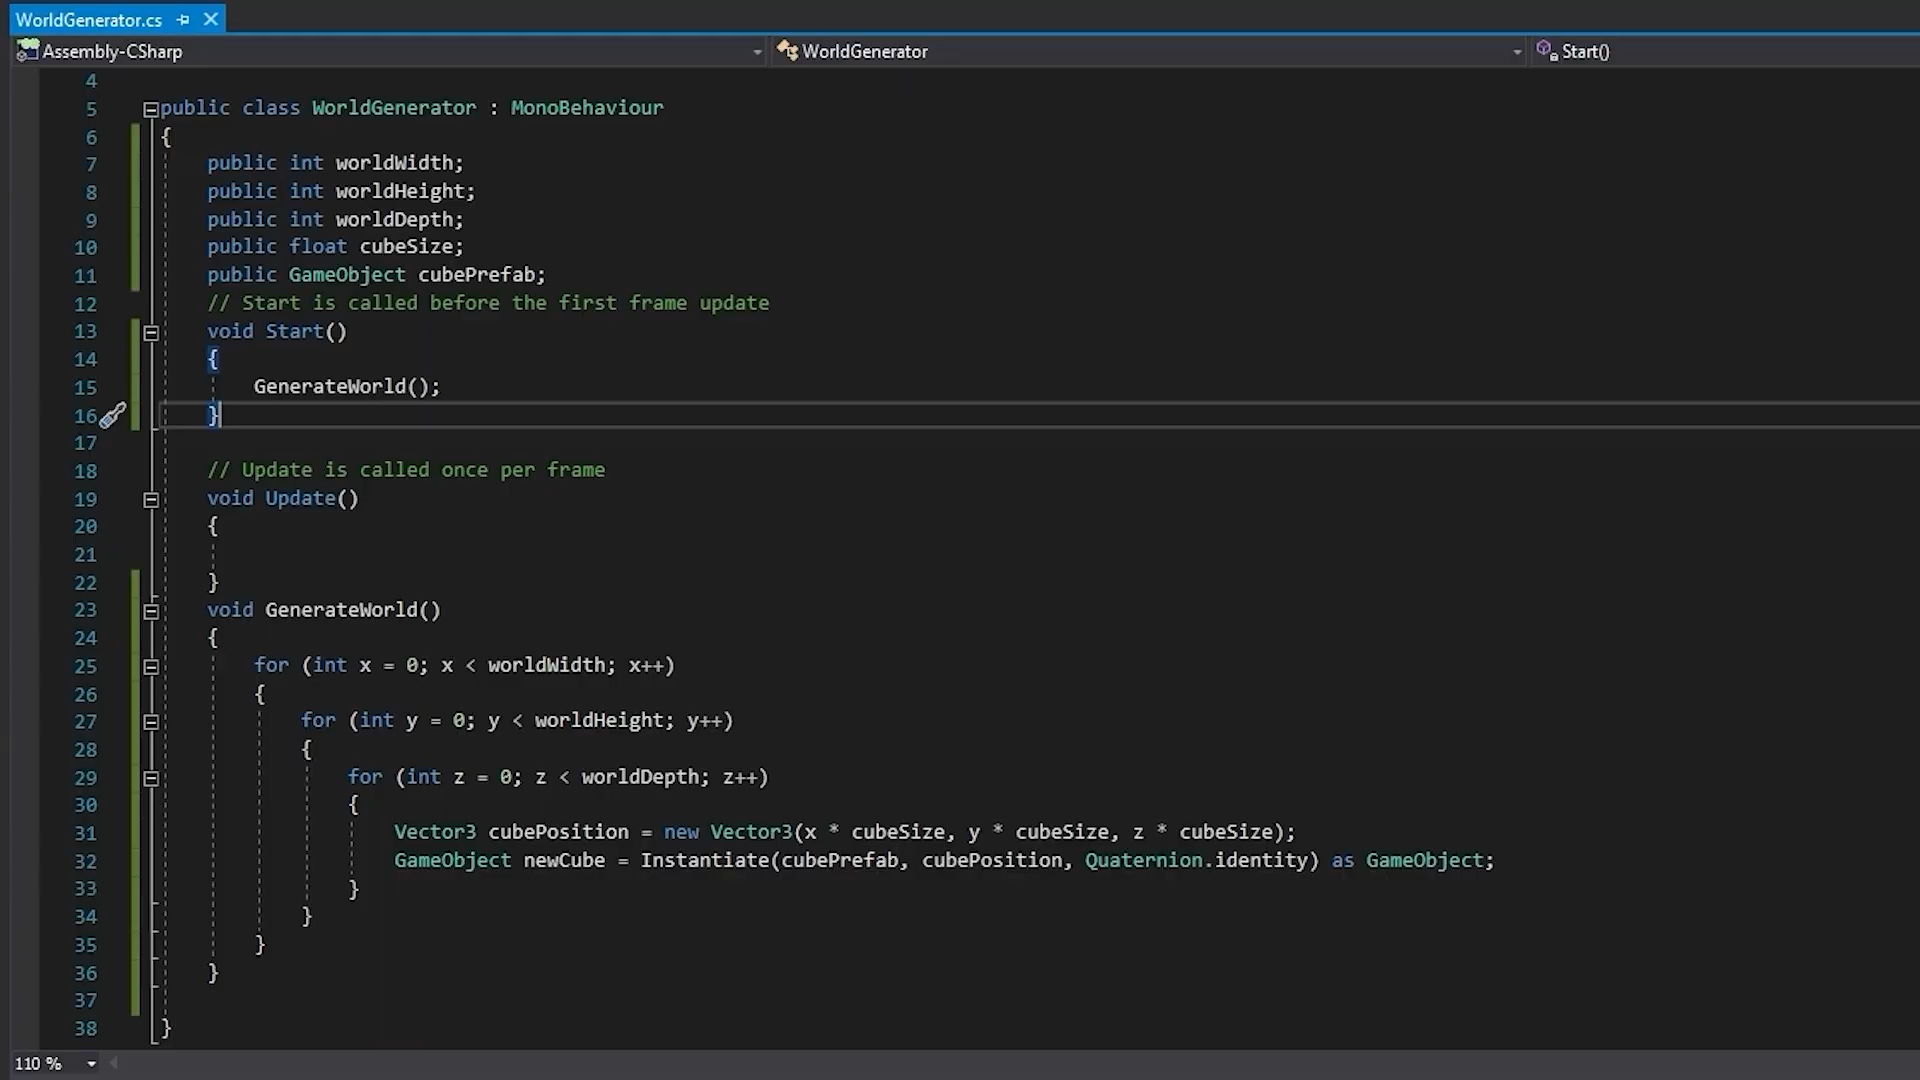 WorldGenerator.cs
Assembly-CSharp WorldGenerator Start()
4
5 public class WorldGenerator : MonoBehaviour
6 {
7 public int worldWidth;
8 public int worldHeight;
9 public int worldDepth;
10 public float cubeSize;
11 public GameObject cubePrefab;
12 // Start is called before the first frame update
13 void Start()
14 {
15 GenerateWorld();
16 }
17
18 // Update is called once per frame
19 void Update()
20 {
21
22 }
23 void GenerateWorld()
24 {
25 for (int x = 0; x < worldWidth; x++)
26 {
27 for (int y = 0; y < worldHeight; y++)
28 {
29 for (int z = 0; z < worldDepth; z++)
30 {
31 Vector3 cubePosition = new Vector3(x * cubeSize, y * cubeSize, z * cubeSize);
32 GameObject newCube = Instantiate(cubePrefab, cubePosition, Quaternion.identity) as GameObject;
33 }
34 }
35 }
36 }
37
38 }
110 %